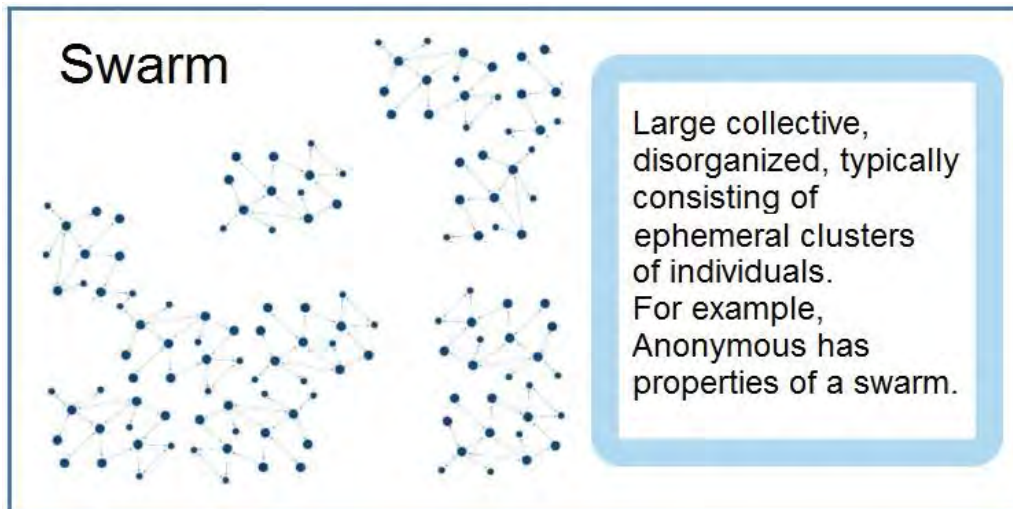 Swarm
Large collective,
disorganized, typically
consisting of
ephemeral clusters
of individuals.
For example,
Anonymous has
properties of a swarm.